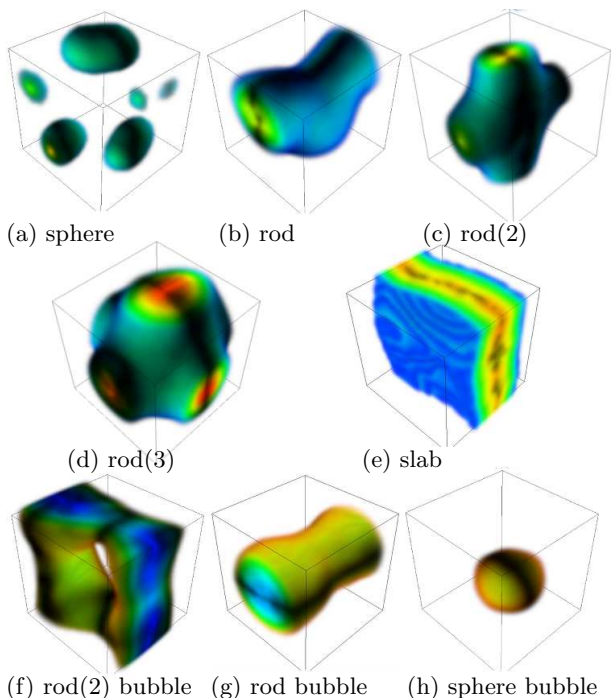 (a) sphere
(b) rod
(c) rod(2)
(d) rod(3)
(e) slab
(f) rod(2) bubble
(g) rod bubble
(h) sphere bubble